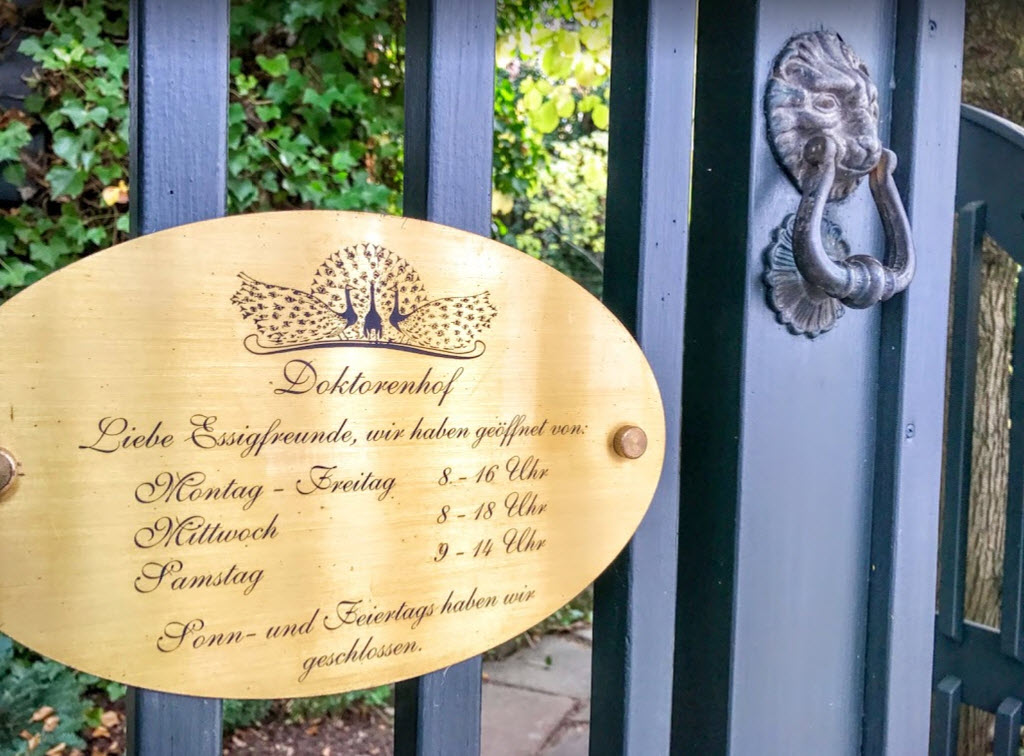 Doktorenhof
Liebe Essigfreunde, wir haben geöffnet von:
Montag - Freitag 8 - 16 Uhr
Mittwoch 8 - 18 Uhr
Samstag 9 - 14 Uhr
Sonn- und Feiertags haben wir
geschlossen.